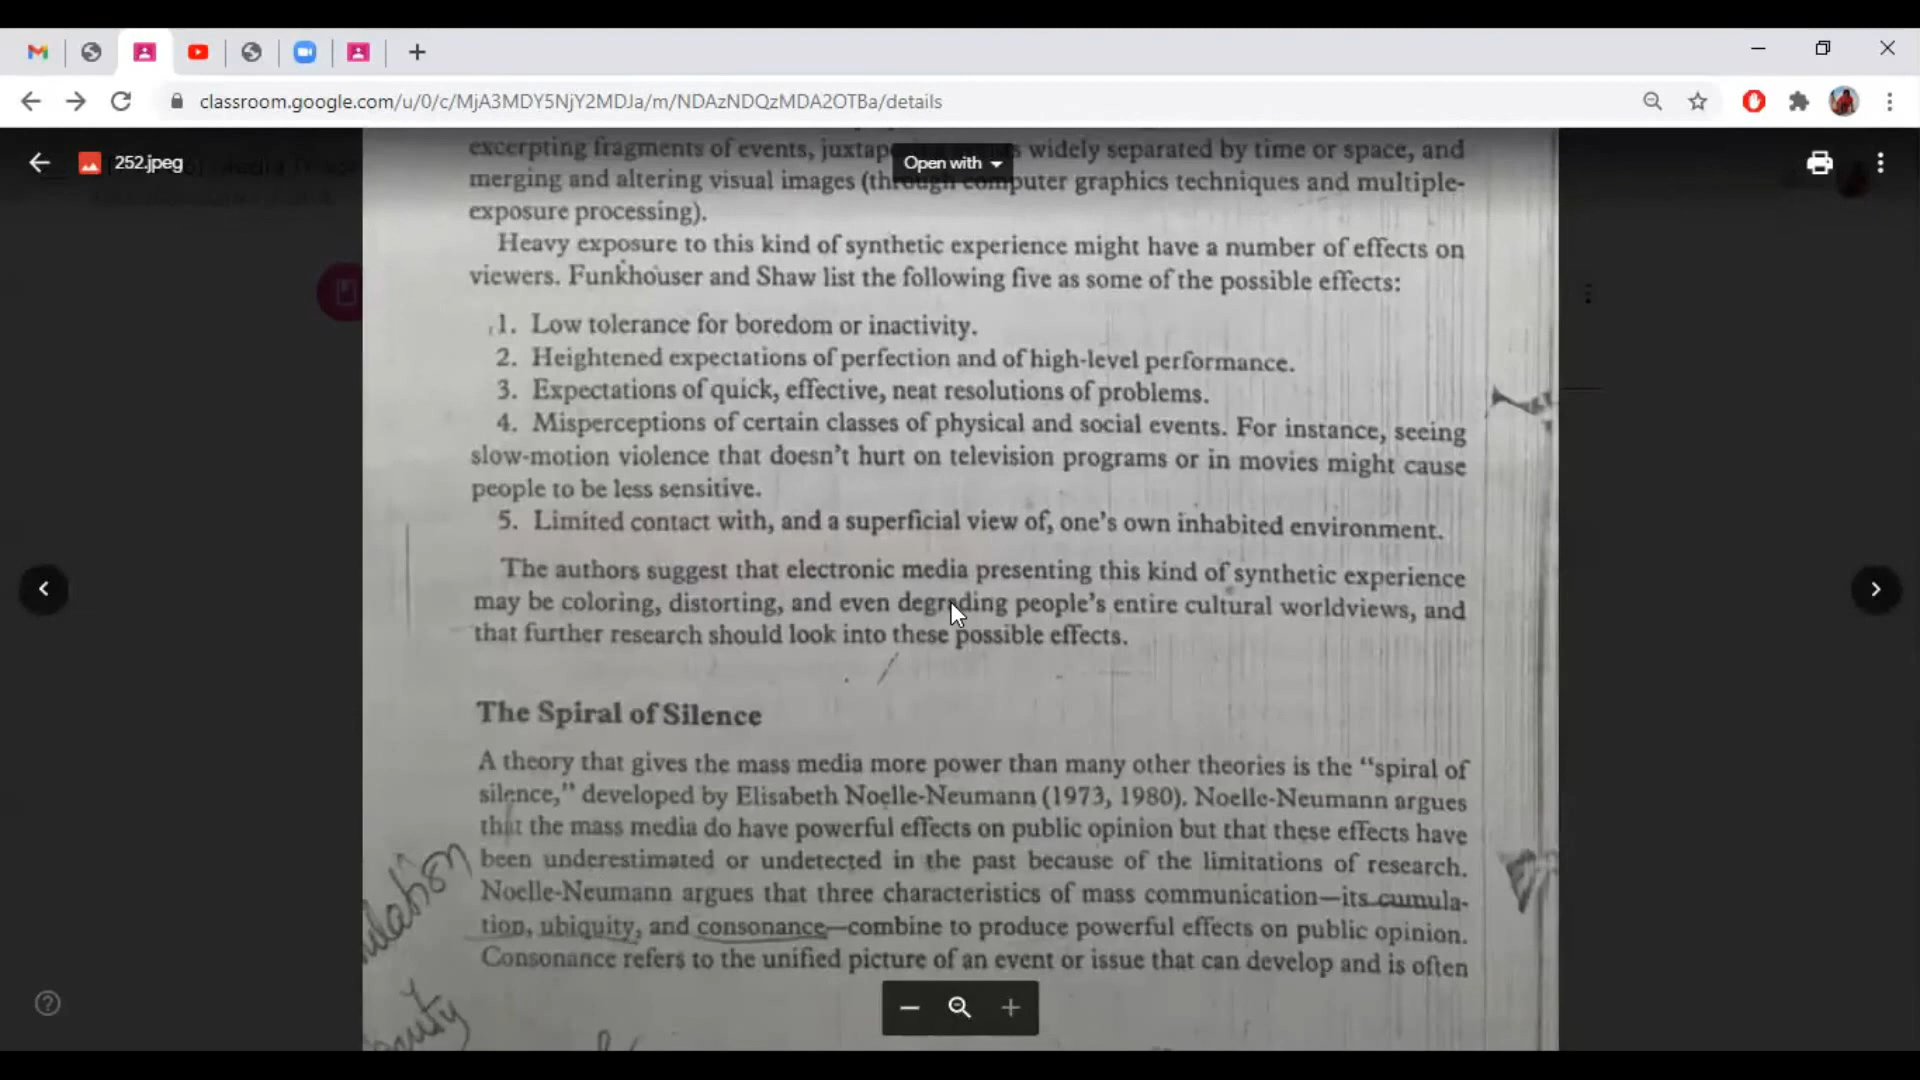 classroom.google.com/u/0/c/MjA3MDY5NjY2MDJa/m/NDAzNDQzMDA2OTBa/details
252.jpeg
Open with
excerpting fragments of events, widely separated by time or space, and
merging and altering visual images (through computer graphics techniques and multiple-
exposure processing).
Heavy exposure to this kind of synthetic experience might have a number of effects on
viewers. Funkhouser and Shaw list the following five as some of the possible effects:
1. Low tolerance for boredom or inactivity.
2. Heightened expectations of perfection and of high-level performance.
3. Expectations of quick, effective, neat resolutions of problems.
4. Misperceptions of certain classes of physical and social events. For instance, seeing
slow-motion violence that doesn't hurt on television programs or in movies might cause
people to be less sensitive.
5. Limited contact with, and a superficial view of, one's own inhabited environment.
The authors suggest that electronic media presenting this kind of synthetic experience
may be coloring, distorting, and even degrading people's entire cultural worldviews, and
that further research should look into these possible effects.
The Spiral of Silence
A theory that gives the mass media more power than many other theories is the "spiral of
silence," developed by Elisabeth Noelle-Neumann (1973, 1980). Noelle-Neumann argues
that the mass media do have powerful effects on public opinion but that these effects have
been underestimated or undetected in the past because of the limitations of research.
Noelle-Neumann argues that three characteristics of mass communication—its cumula-
tion, ubiquity, and consonance—combine to produce powerful effects on public opinion.
Consonance refers to the unified picture of an event or issue that can develop and is often